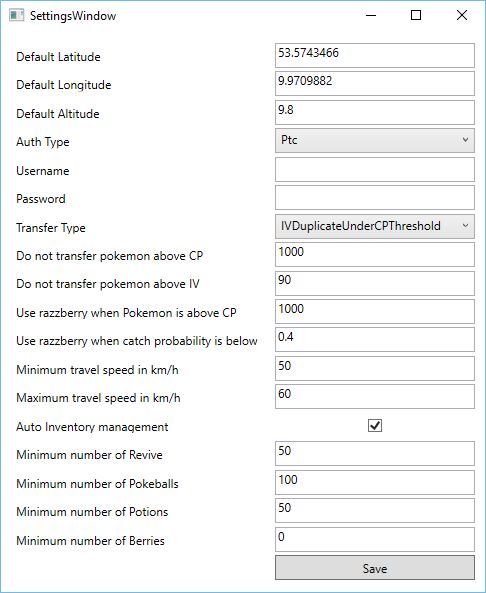 SettingsWindow
Default Latitude 53.5743466
Default Longitude 9.9709882
Default Altitude 9.8
Auth Type Ptc
Username
Password
Transfer Type IVDuplicateUnderCPThreshold
Do not transfer pokemon above CP 1000
Do not transfer pokemon above IV 90
Use razzberry when Pokemon is above CP 1000
Use razzberry when catch probability is below 0.4
Minimum travel speed in km/h 50
Maximum travel speed in km/h 60
Auto Inventory management
Minimum number of Revive 50
Minimum number of Pokeballs 100
Minimum number of Potions 50
Minimum number of Berries 0
Save